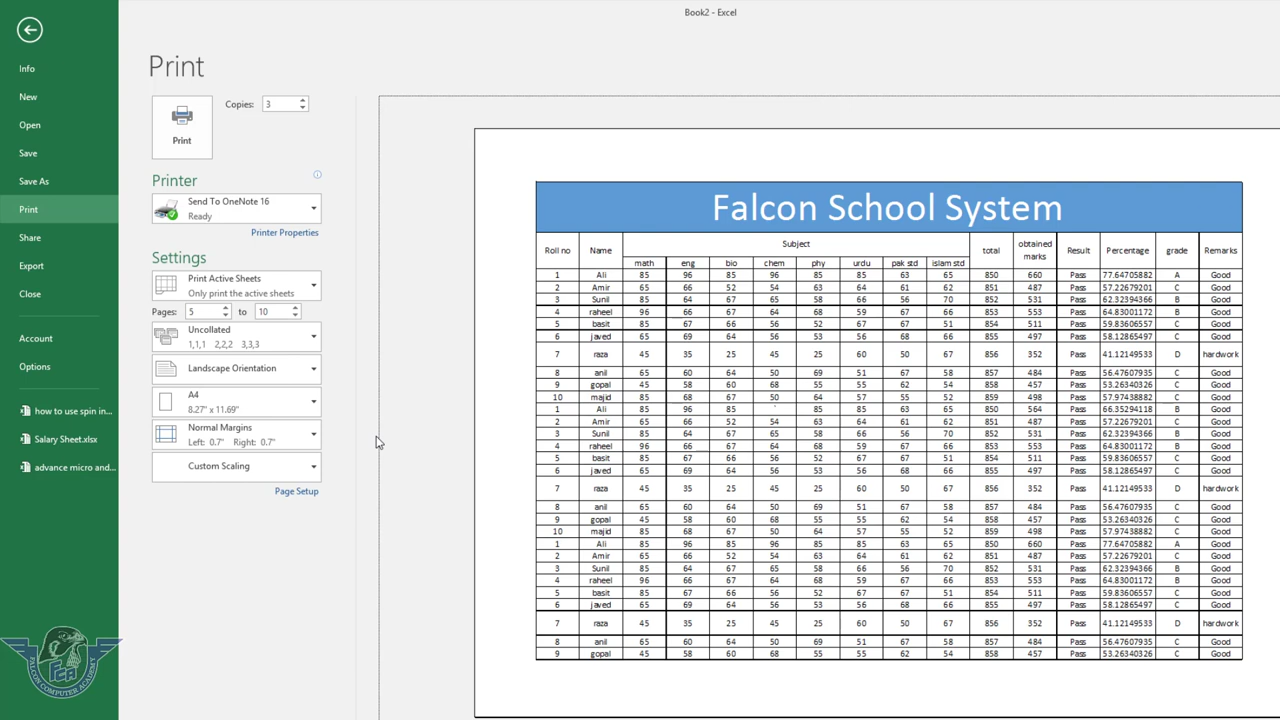 Book2 - Excel
Info
New
Open
Save
Save As
Print
Share
Export
Close
Account
Options
how to use spin in...
Salary Sheet.xlsx
advance micro and...
FALCON COMPUTER ACADEMY
FCA
Print
Print
Copies: 3
Printer
Send To OneNote 16
Ready
Printer Properties
Settings
Print Active Sheets
Only print the active sheets
Pages: 5 to 10
Uncollated
1,1,1 2,2,2 3,3,3
Landscape Orientation
A4
8.27" x 11.69"
Normal Margins
Left: 0.7" Right: 0.7"
Custom Scaling
Page Setup
Falcon School System
Roll no Name Subject total obtained marks Result Percentage grade Remarks
math eng bio chem phy urdu pak std islam std
1 Ali 85 96 85 96 85 85 63 65 850 660 Pass 77.64705882 A Good
2 Amir 65 66 52 54 63 64 61 62 851 487 Pass 57.22679201 C Good
3 Sunil 85 64 67 65 58 66 56 70 852 531 Pass 62.32394366 B Good
4 raheel 96 66 67 64 68 59 67 66 853 553 Pass 64.83001172 B Good
5 basit 85 67 66 56 52 67 67 51 854 511 Pass 59.83606557 C Good
6 javed 65 69 64 56 53 56 68 66 855 497 Pass 58.12865497 C Good
7 raza 45 35 25 45 25 60 50 67 856 352 Pass 41.12149533 D hardwork
8 anil 65 60 64 50 69 51 67 58 857 484 Pass 56.47607935 C Good
9 gopal 45 58 60 68 55 55 62 54 858 457 Pass 53.26340326 C Good
10 majid 85 68 67 50 64 57 55 52 859 498 Pass 57.97438882 C Good
1 Ali 85 96 85 85 85 63 65 850 564 Pass 66.35294118 B Good
2 Amir 65 66 52 54 63 64 61 62 851 487 Pass 57.22679201 C Good
3 Sunil 85 64 67 65 58 66 56 70 852 531 Pass 62.32394366 B Good
4 raheel 96 66 67 64 68 59 67 66 853 553 Pass 64.83001172 B Good
5 basit 85 67 66 56 52 67 67 51 854 511 Pass 59.83606557 C Good
6 javed 65 69 64 56 53 56 68 66 855 497 Pass 58.12865497 C Good
7 raza 45 35 25 45 25 60 50 67 856 352 Pass 41.12149533 D hardwork
8 anil 65 60 64 50 69 51 67 58 857 484 Pass 56.47607935 C Good
9 gopal 45 58 60 68 55 55 62 54 858 457 Pass 53.26340326 C Good
10 majid 85 68 67 50 64 57 55 52 859 498 Pass 57.97438882 C Good
1 Ali 85 96 85 96 85 85 63 65 850 660 Pass 77.64705882 A Good
2 Amir 65 66 52 54 63 64 61 62 851 487 Pass 57.22679201 C Good
3 Sunil 85 64 67 65 58 66 56 70 852 531 Pass 62.32394366 B Good
4 raheel 96 66 67 64 68 59 67 66 853 553 Pass 64.83001172 B Good
5 basit 85 67 66 56 52 67 67 51 854 511 Pass 59.83606557 C Good
6 javed 65 69 64 56 53 56 68 66 855 497 Pass 58.12865497 C Good
7 raza 45 35 25 45 25 60 50 67 856 352 Pass 41.12149533 D hardwork
8 anil 65 60 64 50 69 51 67 58 857 484 Pass 56.47607935 C Good
9 gopal 45 58 60 68 55 55 62 54 858 457 Pass 53.26340326 C Good